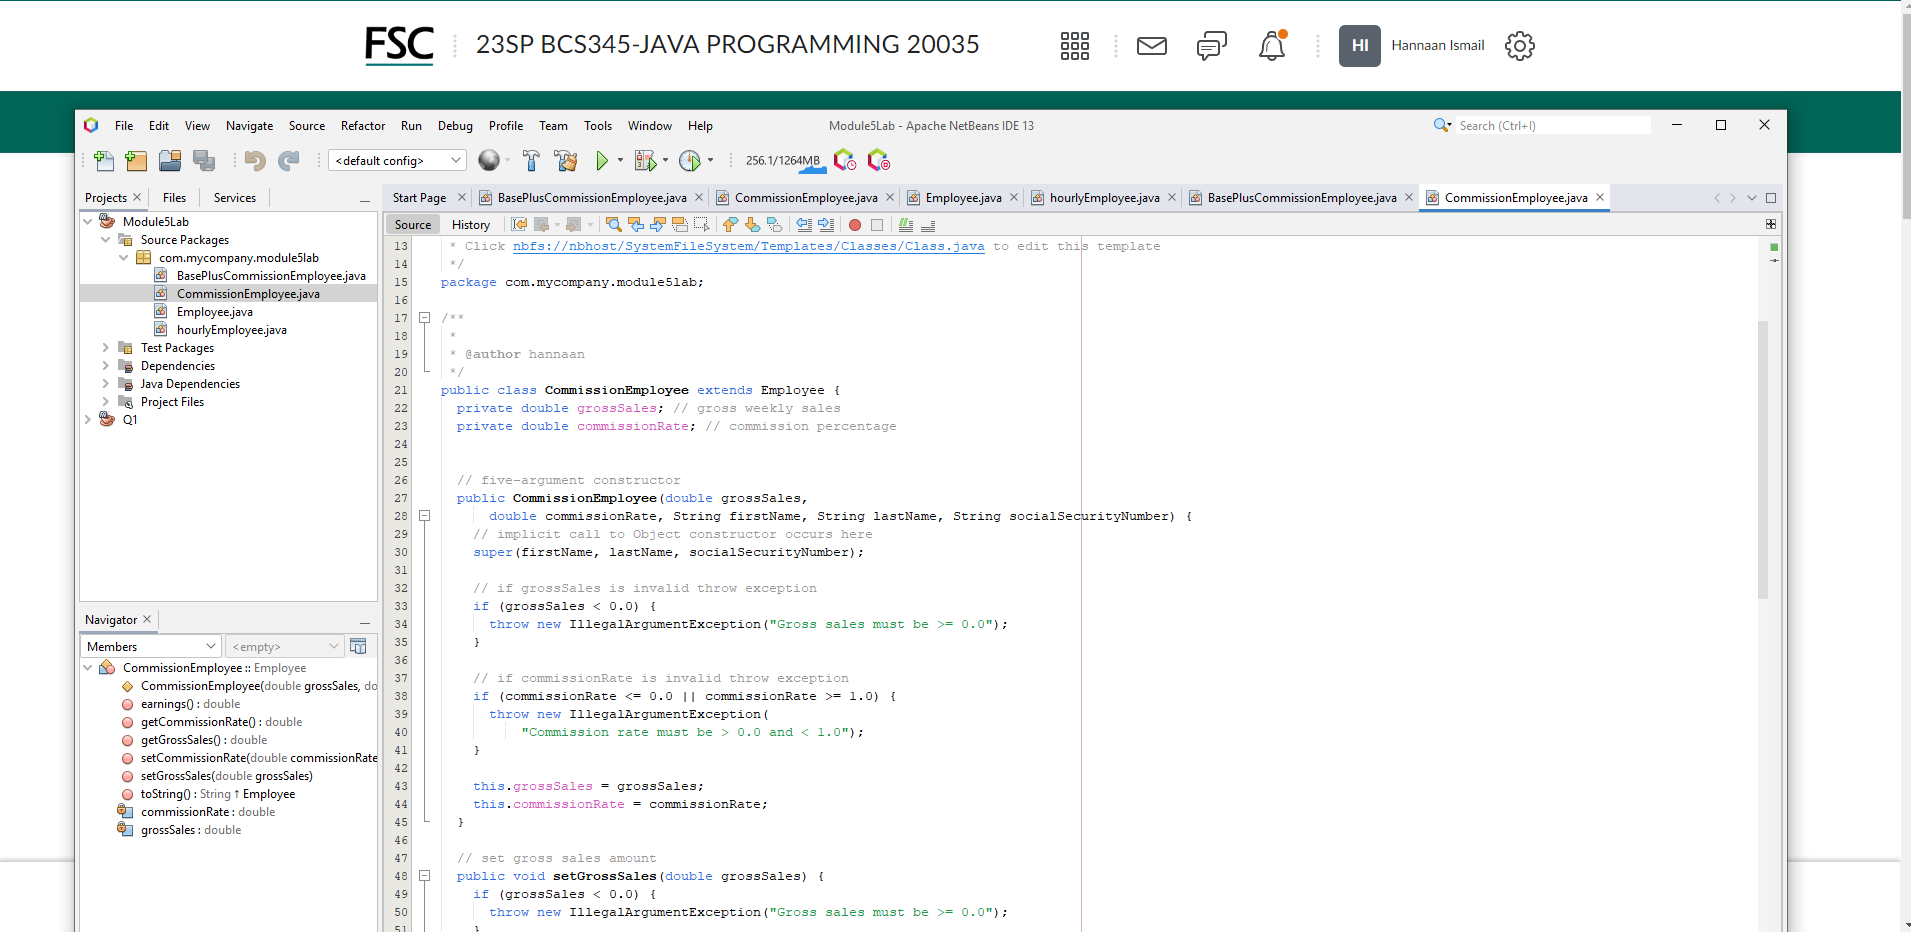 FSC
23SP BCS345-JAVA PROGRAMMING 20035
HI
Hannaan Ismail
File Edit View Navigate Source Refactor Run Debug Profile Team Tools Window Help
Module5Lab - Apache NetBeans IDE 13
Search (Ctrl+I)
<default config>
256.1/1264MB
Projects Files Services
Module5Lab
Source Packages
com.mycompany.module5lab
BasePlusCommissionEmployee.java
CommissionEmployee.java
Employee.java
hourlyEmployee.java
Test Packages
Dependencies
Java Dependencies
Project Files
Q1
Navigator
Members
<empty>
CommissionEmployee :: Employee
CommissionEmployee(double grossSales, do
earnings() : double
getCommissionRate() : double
getGrossSales() : double
setCommissionRate(double commissionRate
setGrossSales(double grossSales)
toString() : String ↑ Employee
commissionRate : double
grossSales : double
Start Page BasePlusCommissionEmployee.java CommissionEmployee.java Employee.java hourlyEmployee.java BasePlusCommissionEmployee.java CommissionEmployee.java
Source History
13 * Click nbfs://nbhost/SystemFileSystem/Templates/Classes/Class.java to edit this template
14 */
15 package com.mycompany.module5lab;
16
17 /**
18 *
19 * @author hannaan
20 */
21 public class CommissionEmployee extends Employee {
22 private double grossSales; // gross weekly sales
23 private double commissionRate; // commission percentage
24
25
26 // five-argument constructor
27 public CommissionEmployee(double grossSales,
28 double commissionRate, String firstName, String lastName, String socialSecurityNumber) {
29 // implicit call to Object constructor occurs here
30 super(firstName, lastName, socialSecurityNumber);
31
32 // if grossSales is invalid throw exception
33 if (grossSales < 0.0) {
34 throw new IllegalArgumentException("Gross sales must be >= 0.0");
35 }
36
37 // if commissionRate is invalid throw exception
38 if (commissionRate <= 0.0 || commissionRate >= 1.0) {
39 throw new IllegalArgumentException(
40 "Commission rate must be > 0.0 and < 1.0");
41 }
42
43 this.grossSales = grossSales;
44 this.commissionRate = commissionRate;
45 }
46
47 // set gross sales amount
48 public void setGrossSales(double grossSales) {
49 if (grossSales < 0.0) {
50 throw new IllegalArgumentException("Gross sales must be >= 0.0");
51 }